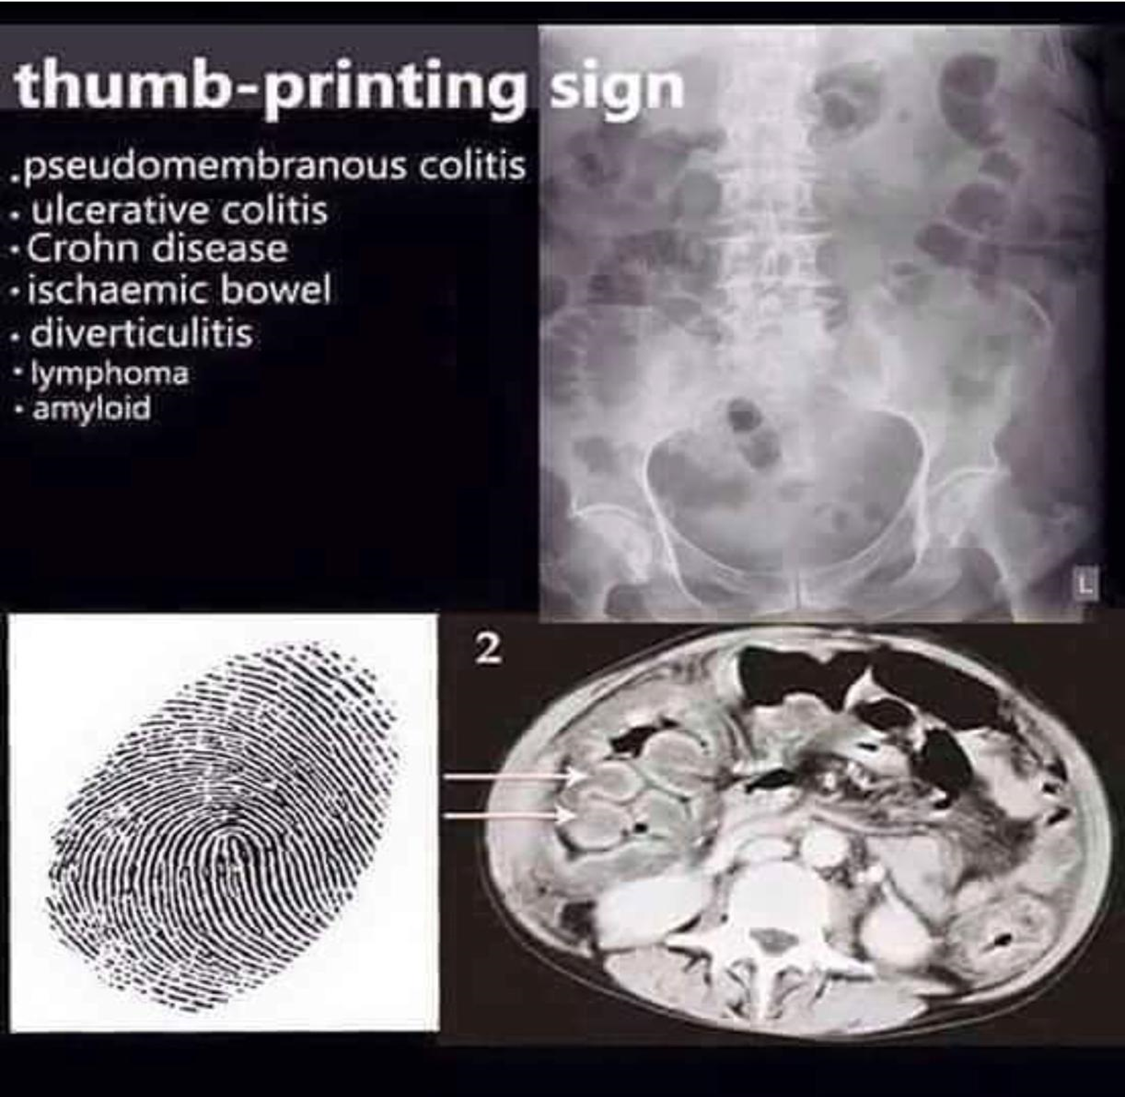 thumb-printing sign
.pseudomembranous colitis
· ulcerative colitis
· Crohn disease
· ischaemic bowel
· diverticulitis
· lymphoma
· amyloid
L
2